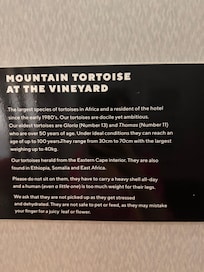 MOUNTAIN TORTOISE
AT THE VINEYARD
The largest species of tortoises in Africa and a resident of the hotel
since the early 1980's. Our tortoises are docile yet ambitious.
Our oldest tortoises are Gloria (Number 13) and Thomas (Number 11)
who are over 50 years of age. Under ideal conditions they can reach an
age of up to 100 years.They range from 30cm to 70cm with the largest
weighing up to 40kg.
Our tortoises herald from the Eastern Cape interior. They are also
found in Ethiopia, Somalia and East Africa.
Please do not sit on them, they have to carry a heavy shell all-day
and a human (even a little one) is too much weight for their legs.
We ask that they are not picked up as they get stressed
and dehydrated. They are not safe to pet or feed, as they may mistake
your finger for a juicy leaf or flower.